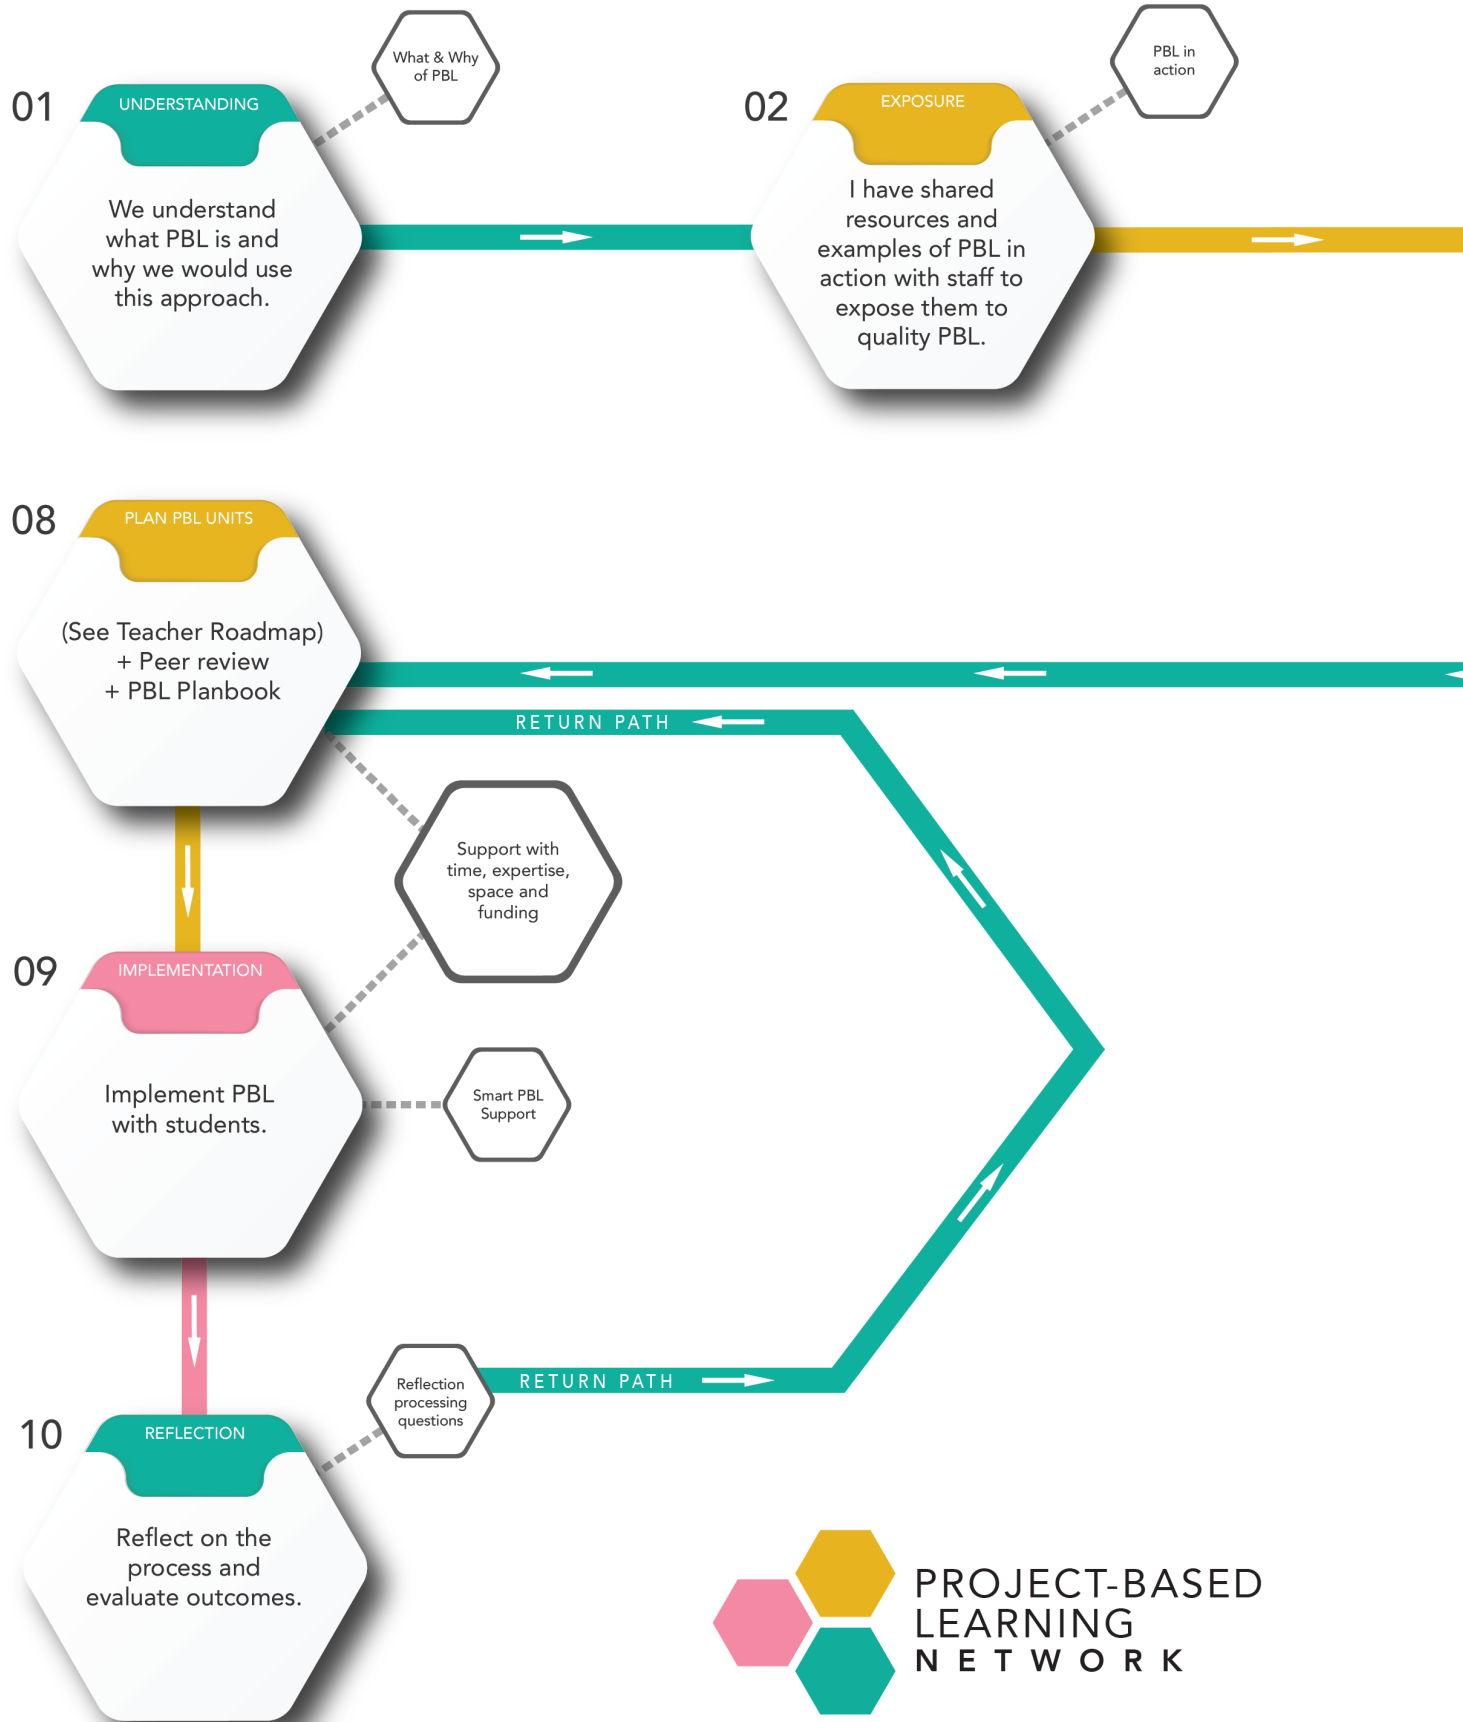 01
UNDERSTANDING
We understand
what PBL is and
why we would use
this approach.
What & Why
of PBL
02
EXPOSURE
I have shared
resources and
examples of PBL in
action with staff to
expose them to
quality PBL.
PBL in
action
08
PLAN PBL UNITS
(See Teacher Roadmap)
+ Peer review
+ PBL Planbook
RETURN PATH
Support with
time, expertise,
space and
funding
09
IMPLEMENTATION
Implement PBL
with students.
Smart PBL
Support
10
REFLECTION
Reflect on the
process and
evaluate outcomes.
Reflection
processing
questions
RETURN PATH
PROJECT-BASED
LEARNING
NETWORK